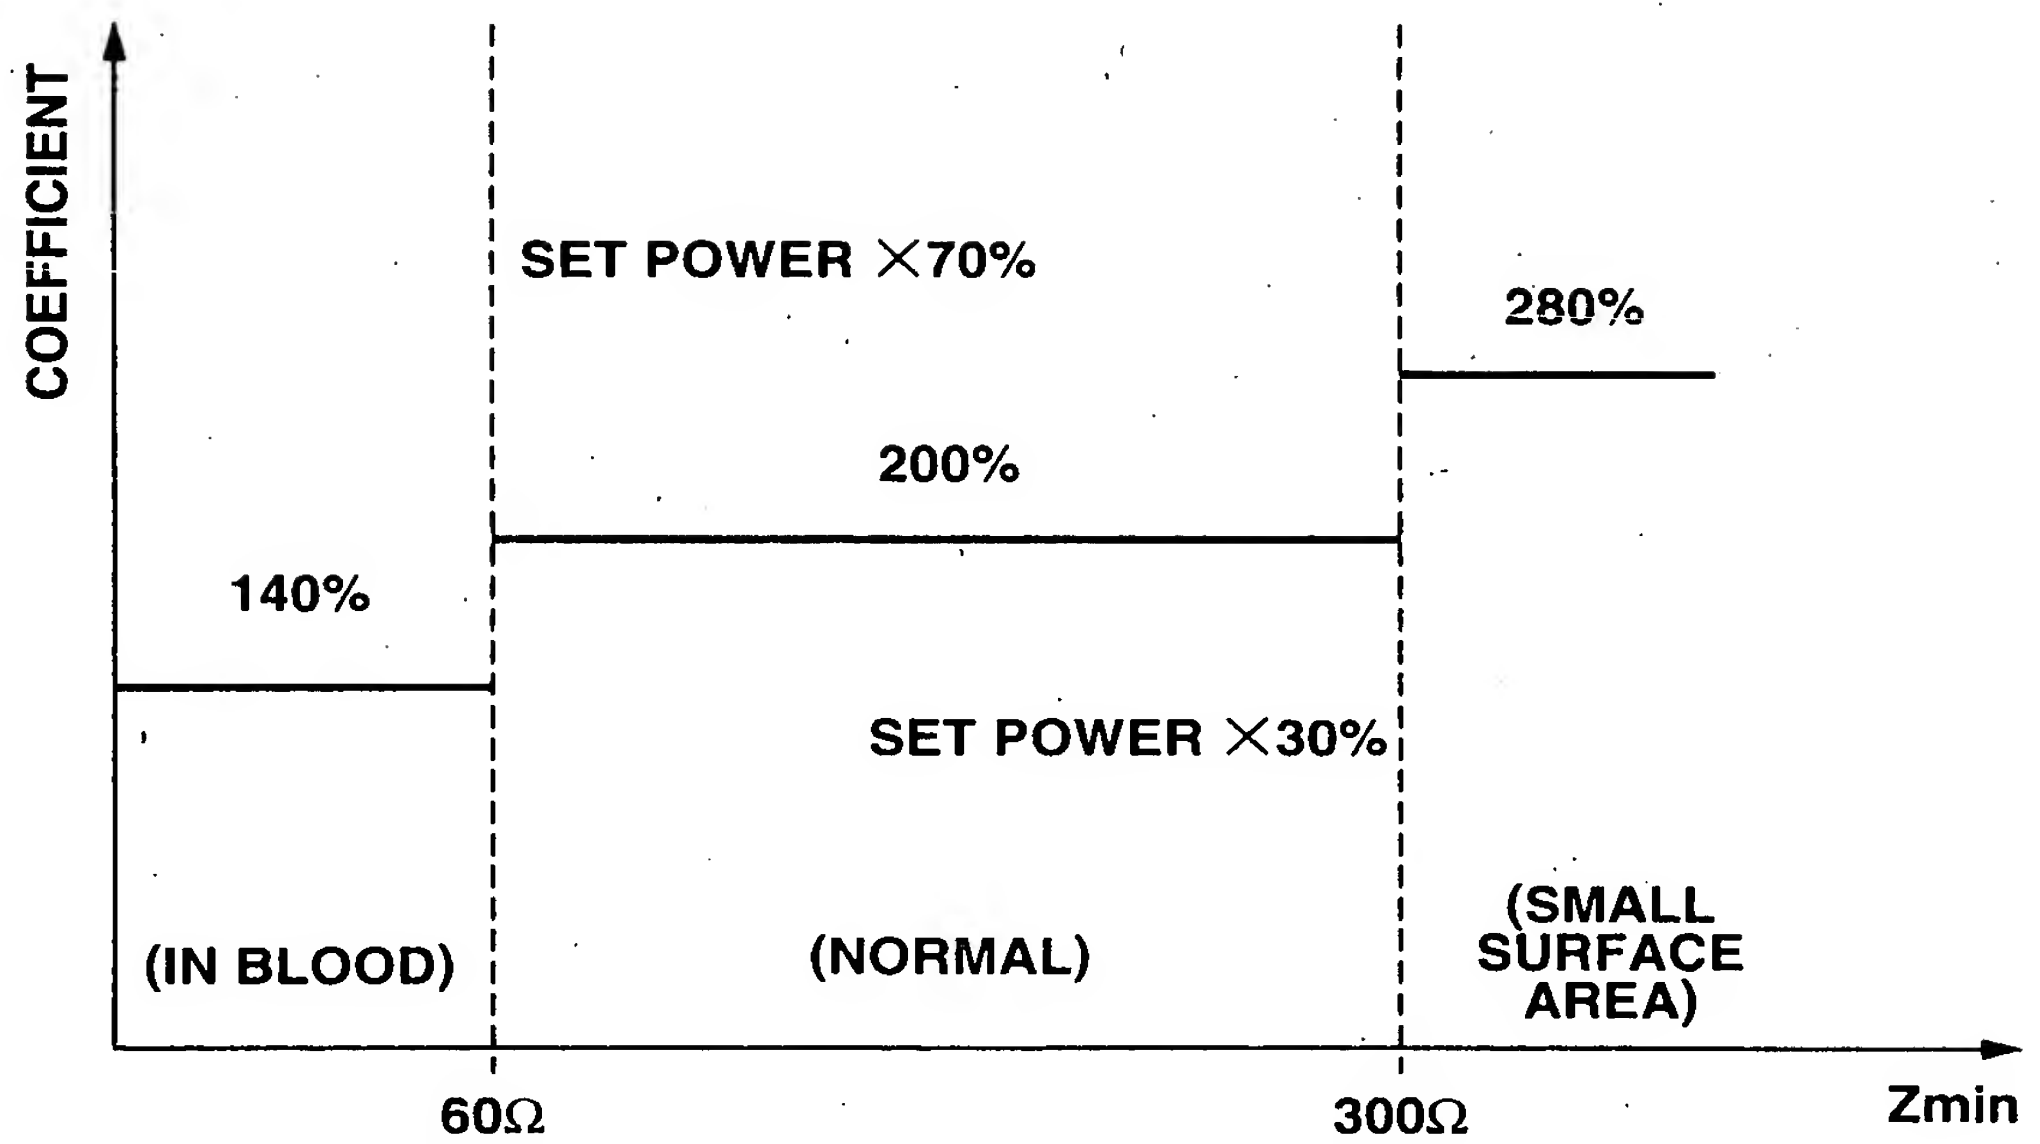 COEFFICIENT
SET POWER ×70%
280%
200%
140%
SET POWER ×30%
(IN BLOOD)
(NORMAL)
(SMALL
SURFACE
AREA)
60Ω
300Ω
Zmin